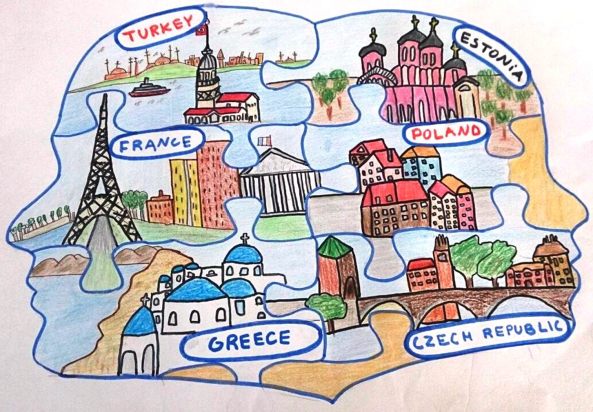 TURKEY
ESTONiA
FRANCE
POLAND
GREECE
CZECH REPUBLIC